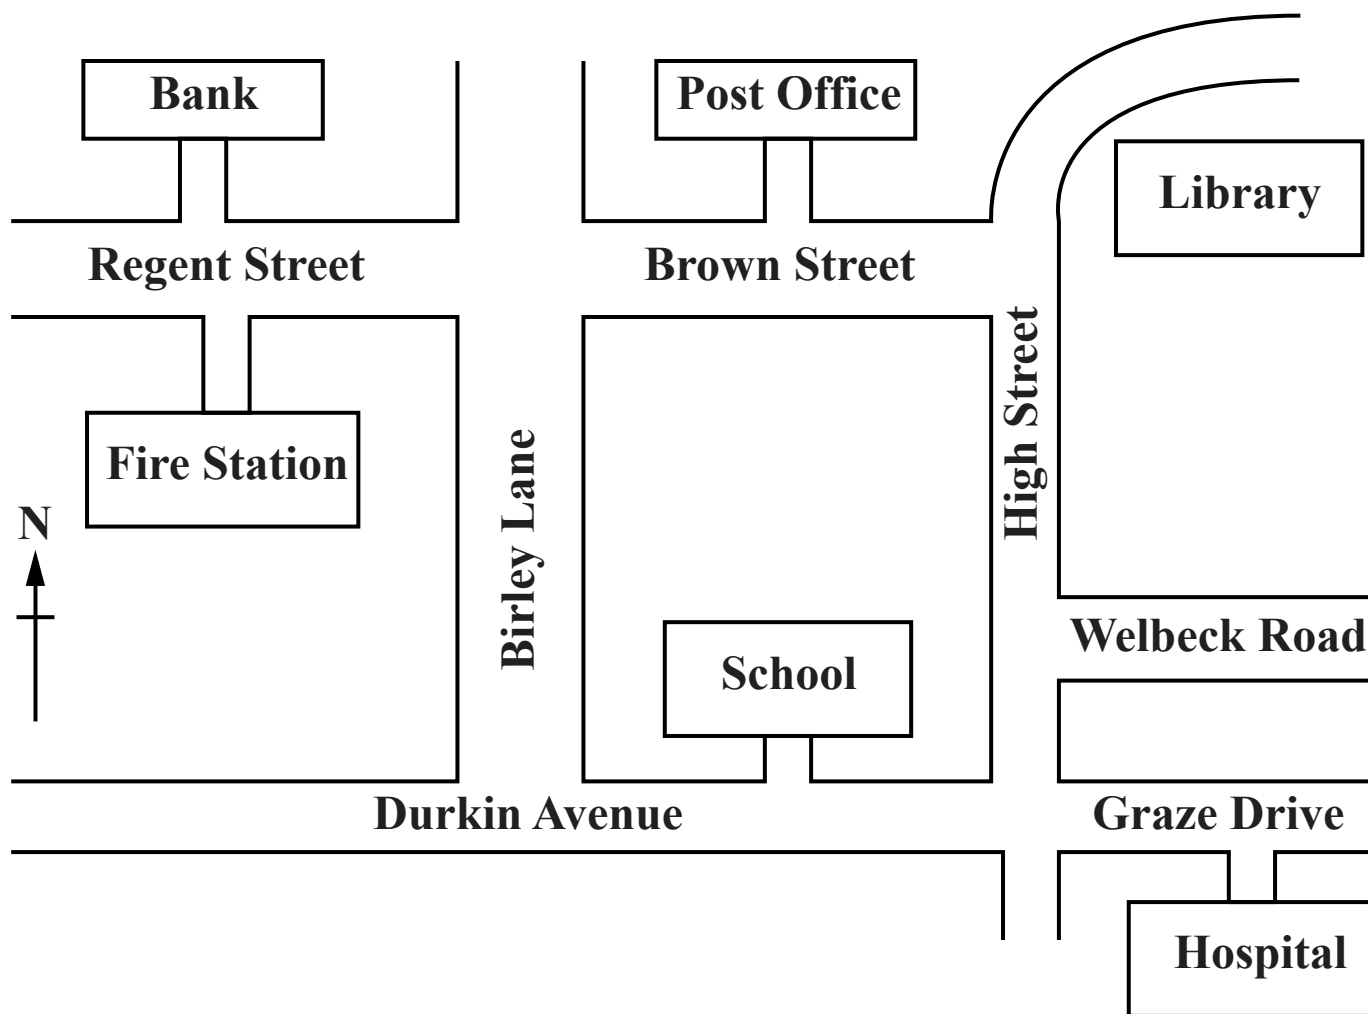 Bank
Post Office
Library
Regent Street
Brown Street
High Street
Fire Station
N
Birley Lane
Welbeck Road
School
Durkin Avenue
Graze Drive
Hospital